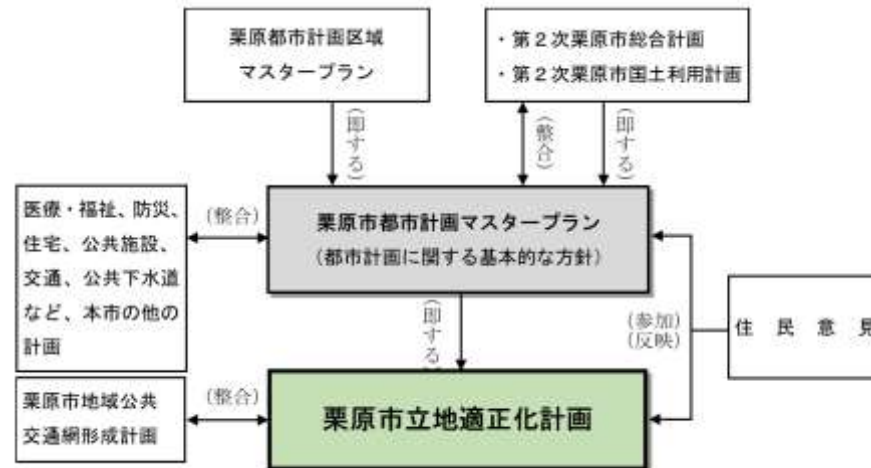 栗原都市計画区域
マスタープラン
・第２次栗原市総合計画
・第２次栗原市国土利用計画
（即する）
（整合）
（即する）
医療・福祉、防災、
住宅、公共施設、
交通、公共下水道
など、本市の他の
計画
（整合）
栗原市都市計画マスタープラン
（都市計画に関する基本的な方針）
（即する）
（参加）
（反映）
住民意見
栗原市地域公共
交通網形成計画
（整合）
栗原市立地適正化計画